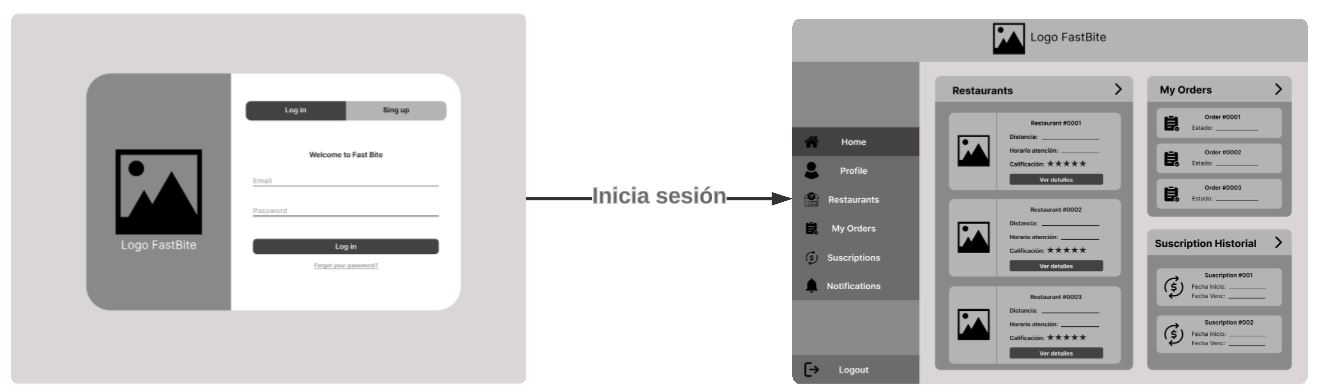 Log in
Sing up
Welcome to Fast Bite
Email
Password
Log in
Forgot your password?
Logo FastBite
Inicia sesión
Logo FastBite
Home
Profile
Restaurants
My Orders
Suscriptions
Notifications
Logout
Restaurants
Restaurant #0001
Distancia:
Horario atención:
Calificación: ★★★★★
Ver detalles
Restaurant #0002
Distancia:
Horario atención:
Calificación: ★★★★★
Ver detalles
Restaurant #0003
Distancia:
Horario atención:
Calificación: ★★★★★
Ver detalles
My Orders
Order #0001
Estado:
Order #0002
Estado:
Order #0003
Estado:
Suscription Historial
Suscription #001
Fecha Inicio:
Fecha Venc:
Suscription #002
Fecha Inicio:
Fecha Venc: